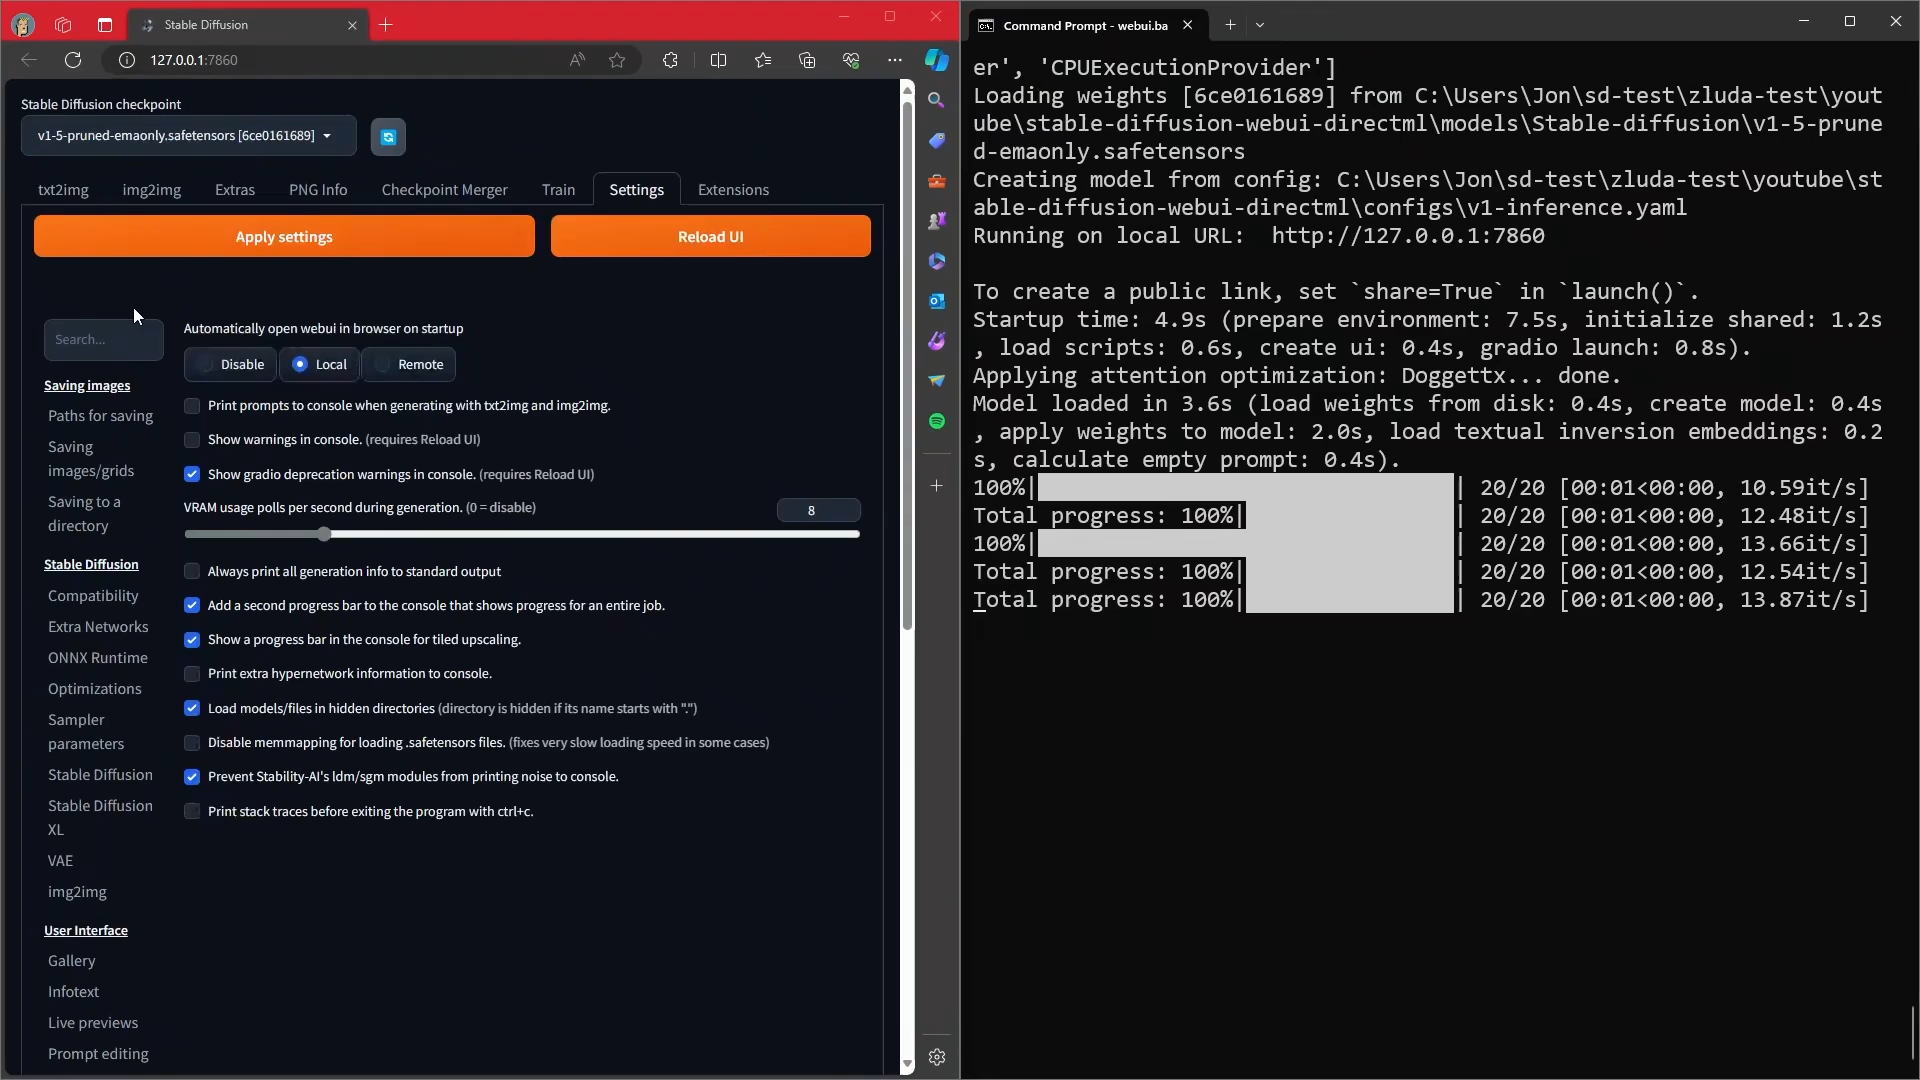 Stable Diffusion
127.0.0.1:7860
Stable Diffusion checkpoint
v1-5-pruned-emaonly.safetensors [6ce0161689]
txt2img
img2img
Extras
PNG Info
Checkpoint Merger
Train
Settings
Extensions
Apply settings
Reload UI
Search...
Saving images
Paths for saving
Saving
images/grids
Saving to a
directory
Stable Diffusion
Compatibility
Extra Networks
ONNX Runtime
Optimizations
Sampler
parameters
Stable Diffusion
Stable Diffusion
XL
VAE
img2img
User Interface
Gallery
Infotext
Live previews
Prompt editing
Automatically open webui in browser on startup
Disable
Local
Remote
Print prompts to console when generating with txt2img and img2img.
Show warnings in console. (requires Reload UI)
Show gradio deprecation warnings in console. (requires Reload UI)
VRAM usage polls per second during generation. (0 = disable)
8
Always print all generation info to standard output
Add a second progress bar to the console that shows progress for an entire job.
Show a progress bar in the console for tiled upscaling.
Print extra hypernetwork information to console.
Load models/files in hidden directories (directory is hidden if its name starts with ".")
Disable memmapping for loading .safetensors files. (fixes very slow loading speed in some cases)
Prevent Stability-AI's ldm/sgm modules from printing noise to console.
Print stack traces before exiting the program with ctrl+c.
Command Prompt - webui.ba
er', 'CPUExecutionProvider']
Loading weights [6ce0161689] from C:\Users\Jon\sd-test\zluda-test\yout
ube\stable-diffusion-webui-directml\models\Stable-diffusion\v1-5-prune
d-emaonly.safetensors
Creating model from config: C:\Users\Jon\sd-test\zluda-test\youtube\st
able-diffusion-webui-directml\configs\v1-inference.yaml
Running on local URL:  http://127.0.0.1:7860
To create a public link, set `share=True` in `launch()`.
Startup time: 4.9s (prepare environment: 7.5s, initialize shared: 1.2s
, load scripts: 0.6s, create ui: 0.4s, gradio launch: 0.8s).
Applying attention optimization: Doggettx... done.
Model loaded in 3.6s (load weights from disk: 0.4s, create model: 0.4s
, apply weights to model: 2.0s, load textual inversion embeddings: 0.2
s, calculate empty prompt: 0.4s).
100%| | 20/20 [00:01<00:00, 10.59it/s]
Total progress: 100%| | 20/20 [00:01<00:00, 12.48it/s]
100%| | 20/20 [00:01<00:00, 13.66it/s]
Total progress: 100%| | 20/20 [00:01<00:00, 12.54it/s]
Total progress: 100%| | 20/20 [00:01<00:00, 13.87it/s]